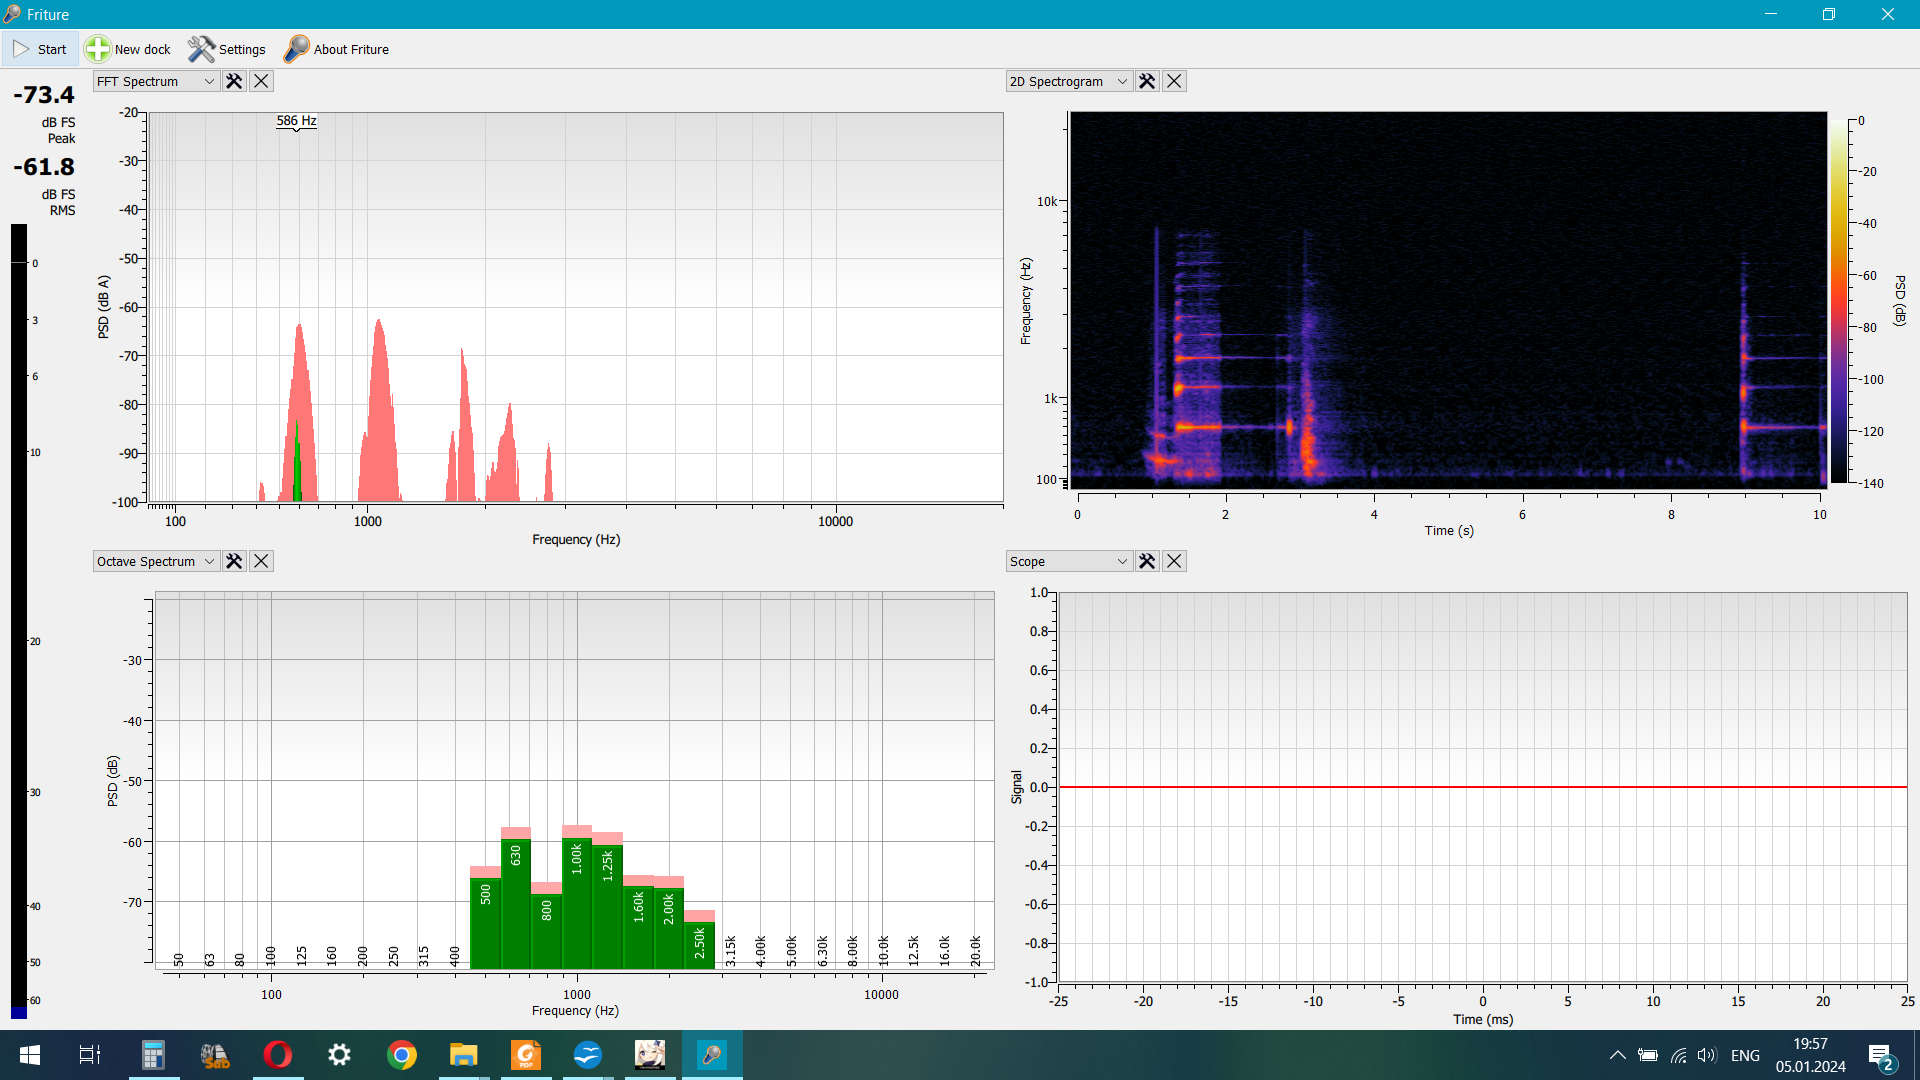 Friture
Start
New dock
Settings
About Friture
-73.4
dB FS
Peak
-61.8
dB FS
RMS
0
3
6
10
20
30
40
50
60
FFT Spectrum
586 Hz
-20
-30
-40
-50
-60
-70
-80
-90
-100
PSD (dB A)
100
1000
10000
Frequency (Hz)
2D Spectrogram
10k
1k
100
Frequency (Hz)
0
2
4
6
8
10
Time (s)
0
-20
-40
-60
-80
-100
-120
-140
PSD (dB)
Octave Spectrum
-30
-40
-50
-60
-70
PSD (dB)
50
63
80
100
125
160
200
250
315
400
500
630
800
1.00k
1.25k
1.60k
2.00k
2.50k
3.15k
4.00k
5.00k
6.30k
8.00k
10.0k
12.5k
16.0k
20.0k
100
1000
10000
Frequency (Hz)
Scope
1.0
0.8
0.6
0.4
0.2
0.0
-0.2
-0.4
-0.6
-0.8
-1.0
Signal
-25
-20
-15
-10
-5
0
5
10
15
20
25
Time (ms)
PDF
ENG
19:57
05.01.2024
2